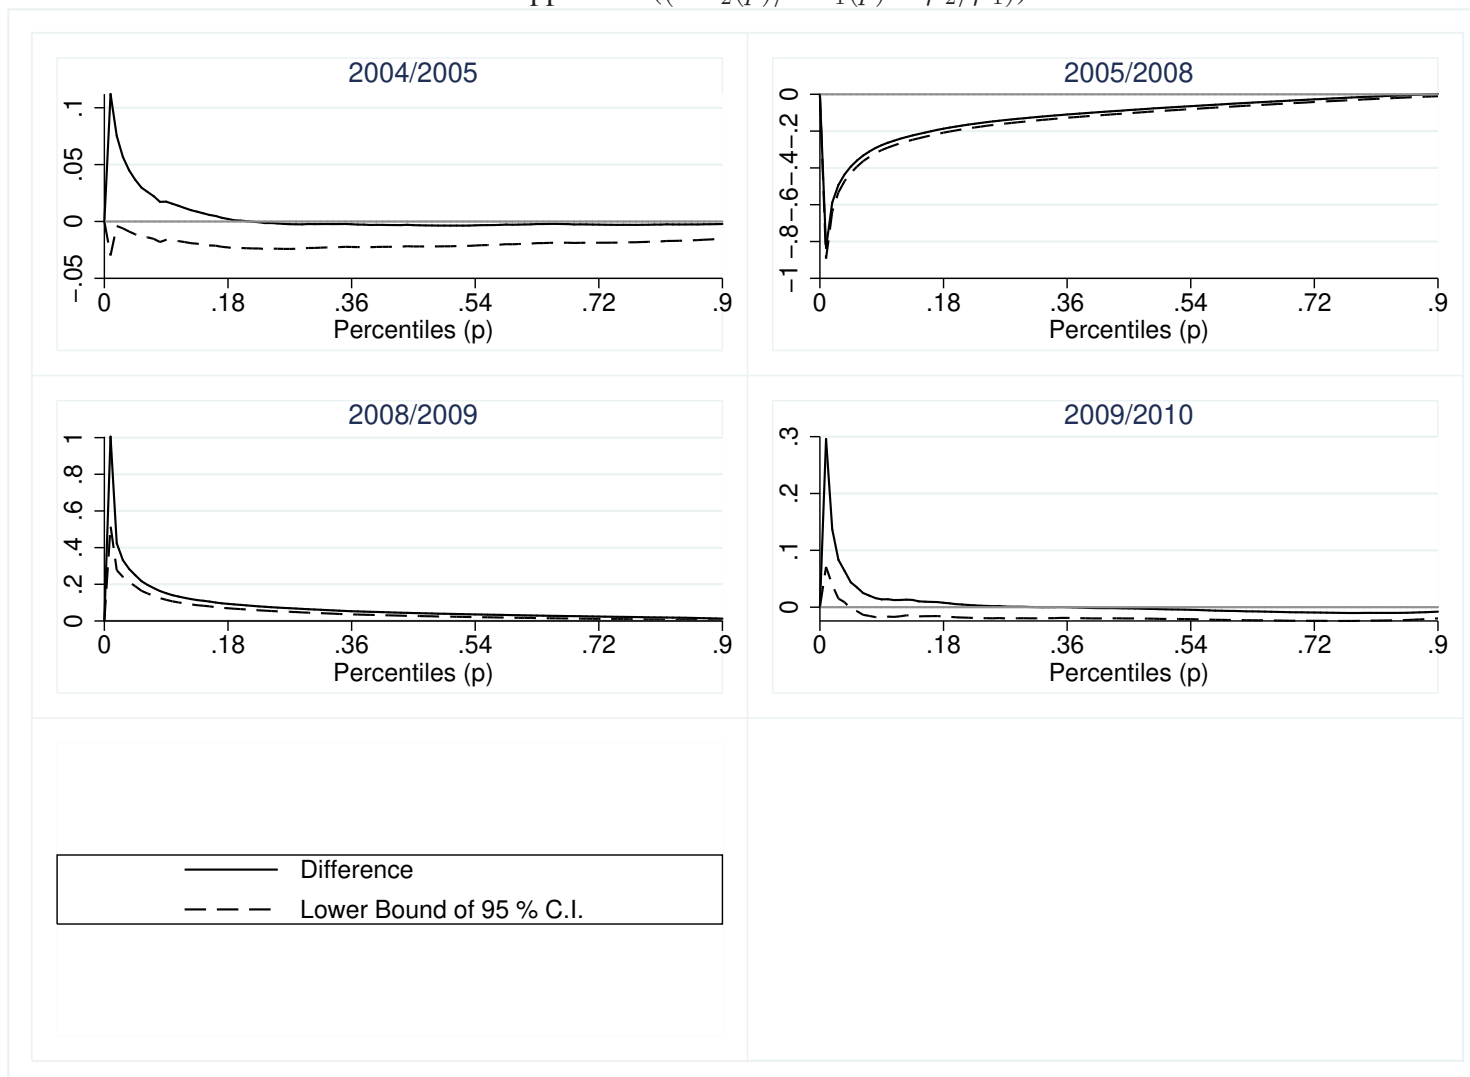 2004/2005
.1
.05
0
−.05
0 .18 .36 .54 .72 .9
Percentiles (p)
2005/2008
0
−.2
−.4
−.6
−.8
−1
0 .18 .36 .54 .72 .9
Percentiles (p)
2008/2009
1
.8
.6
.4
.2
0
0 .18 .36 .54 .72 .9
Percentiles (p)
2009/2010
.3
.2
.1
0
0 .18 .36 .54 .72 .9
Percentiles (p)
Difference
Lower Bound of 95 % C.I.